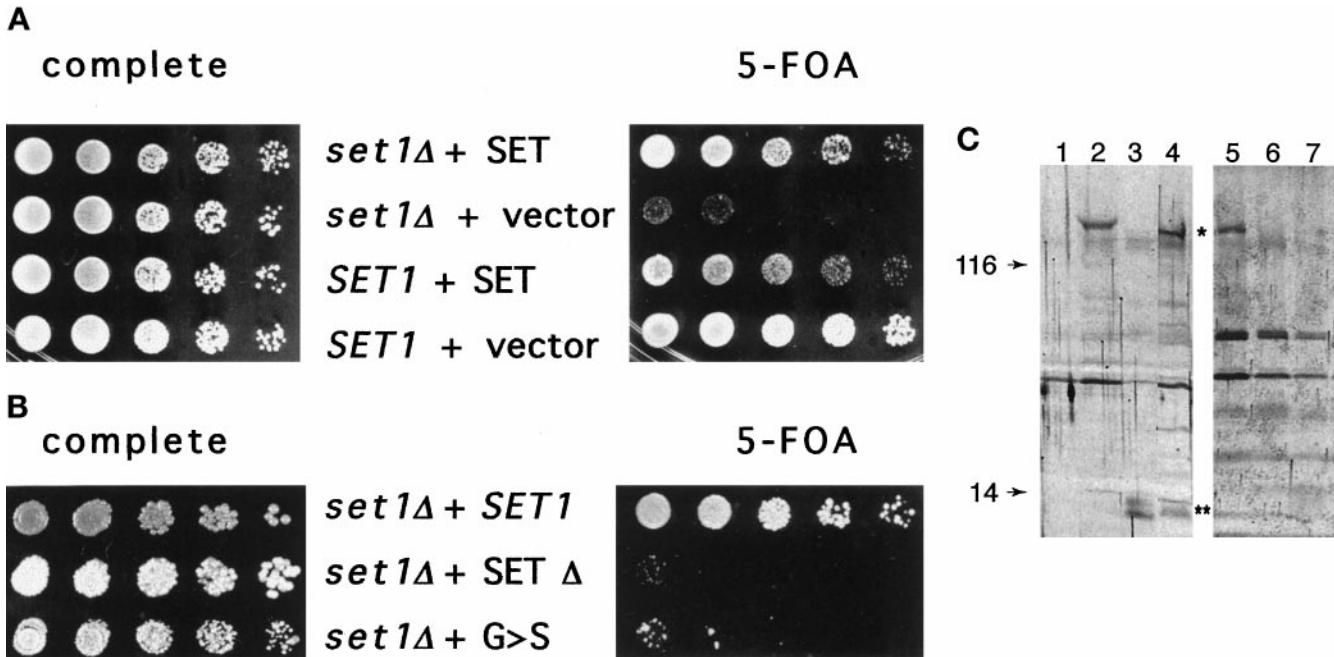 A
complete
5-FOA
set1Δ + SET
set1Δ + vector
SET1 + SET
SET1 + vector
B
complete
5-FOA
set1Δ + SET1
set1Δ + SET Δ
set1Δ + G>S
C
1 2 3 4 5 6 7
*
116
14
**